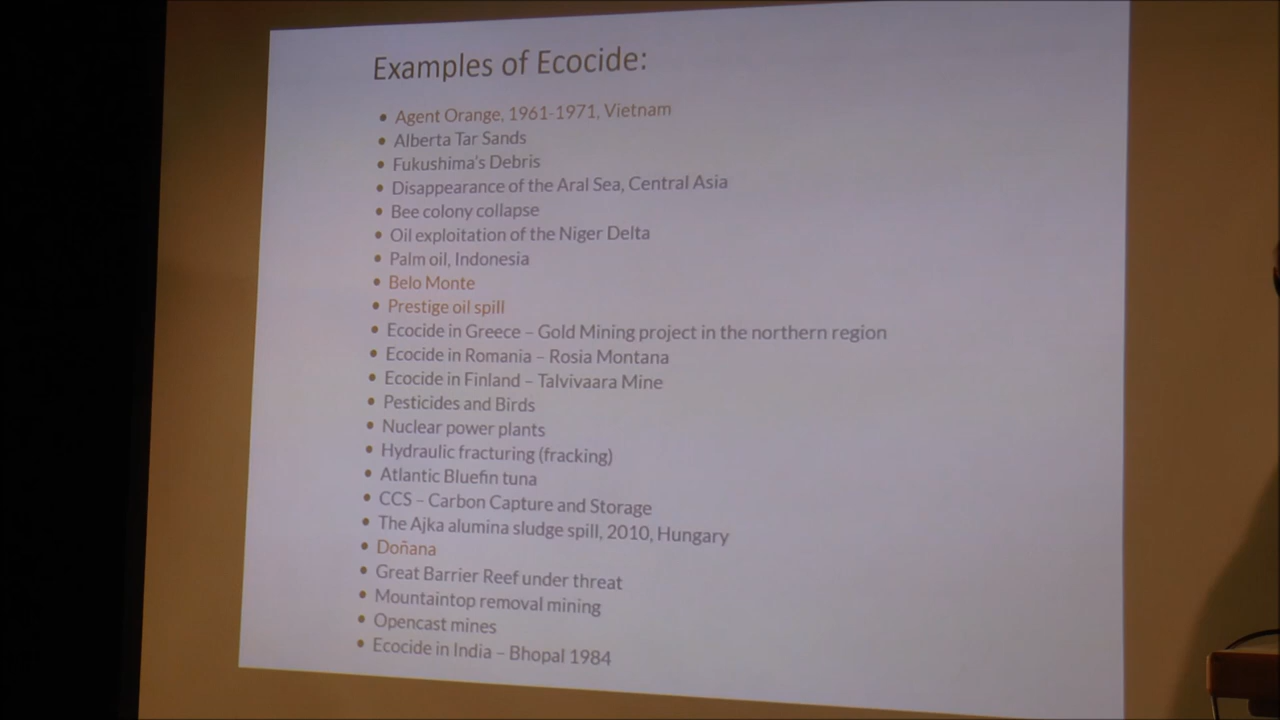 Examples of Ecocide:
• Agent Orange, 1961-1971, Vietnam
• Alberta Tar Sands
• Fukushima's Debris
• Disappearance of the Aral Sea, Central Asia
• Bee colony collapse
• Oil exploitation of the Niger Delta
• Palm oil, Indonesia
• Belo Monte
• Prestige oil spill
• Ecocide in Greece – Gold Mining project in the northern region
• Ecocide in Romania – Rosia Montana
• Ecocide in Finland – Talvivaara Mine
• Pesticides and Birds
• Nuclear power plants
• Hydraulic fracturing (fracking)
• Atlantic Bluefin tuna
• CCS – Carbon Capture and Storage
• The Ajka alumina sludge spill, 2010, Hungary
• Doñana
• Great Barrier Reef under threat
• Mountaintop removal mining
• Opencast mines
• Ecocide in India – Bhopal 1984